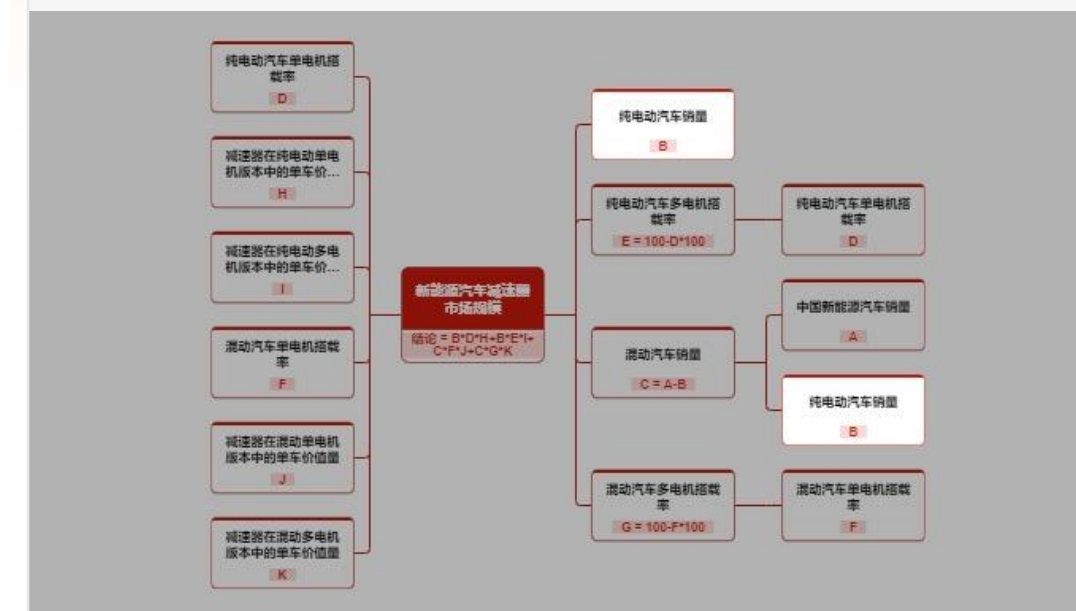 纯电动汽车单电机搭
载率
D
减速器在纯电动单电
机版本中的单车价...
H
减速器在纯电动多电
机版本中的单车价...
I
混动汽车单电机搭载
率
F
减速器在混动单电机
版本中的单车价值量
J
减速器在混动多电机
版本中的单车价值量
K
新能源汽车减速器
市场规模
结论 = B*D*H+B*E*I+
C*F*J+C*G*K
纯电动汽车销量
B
纯电动汽车多电机搭
载率
E = 100-D*100
纯电动汽车单电机搭
载率
D
混动汽车销量
C = A-B
中国新能源汽车销量
A
纯电动汽车销量
B
混动汽车多电机搭载
率
G = 100-F*100
混动汽车单电机搭载
率
F